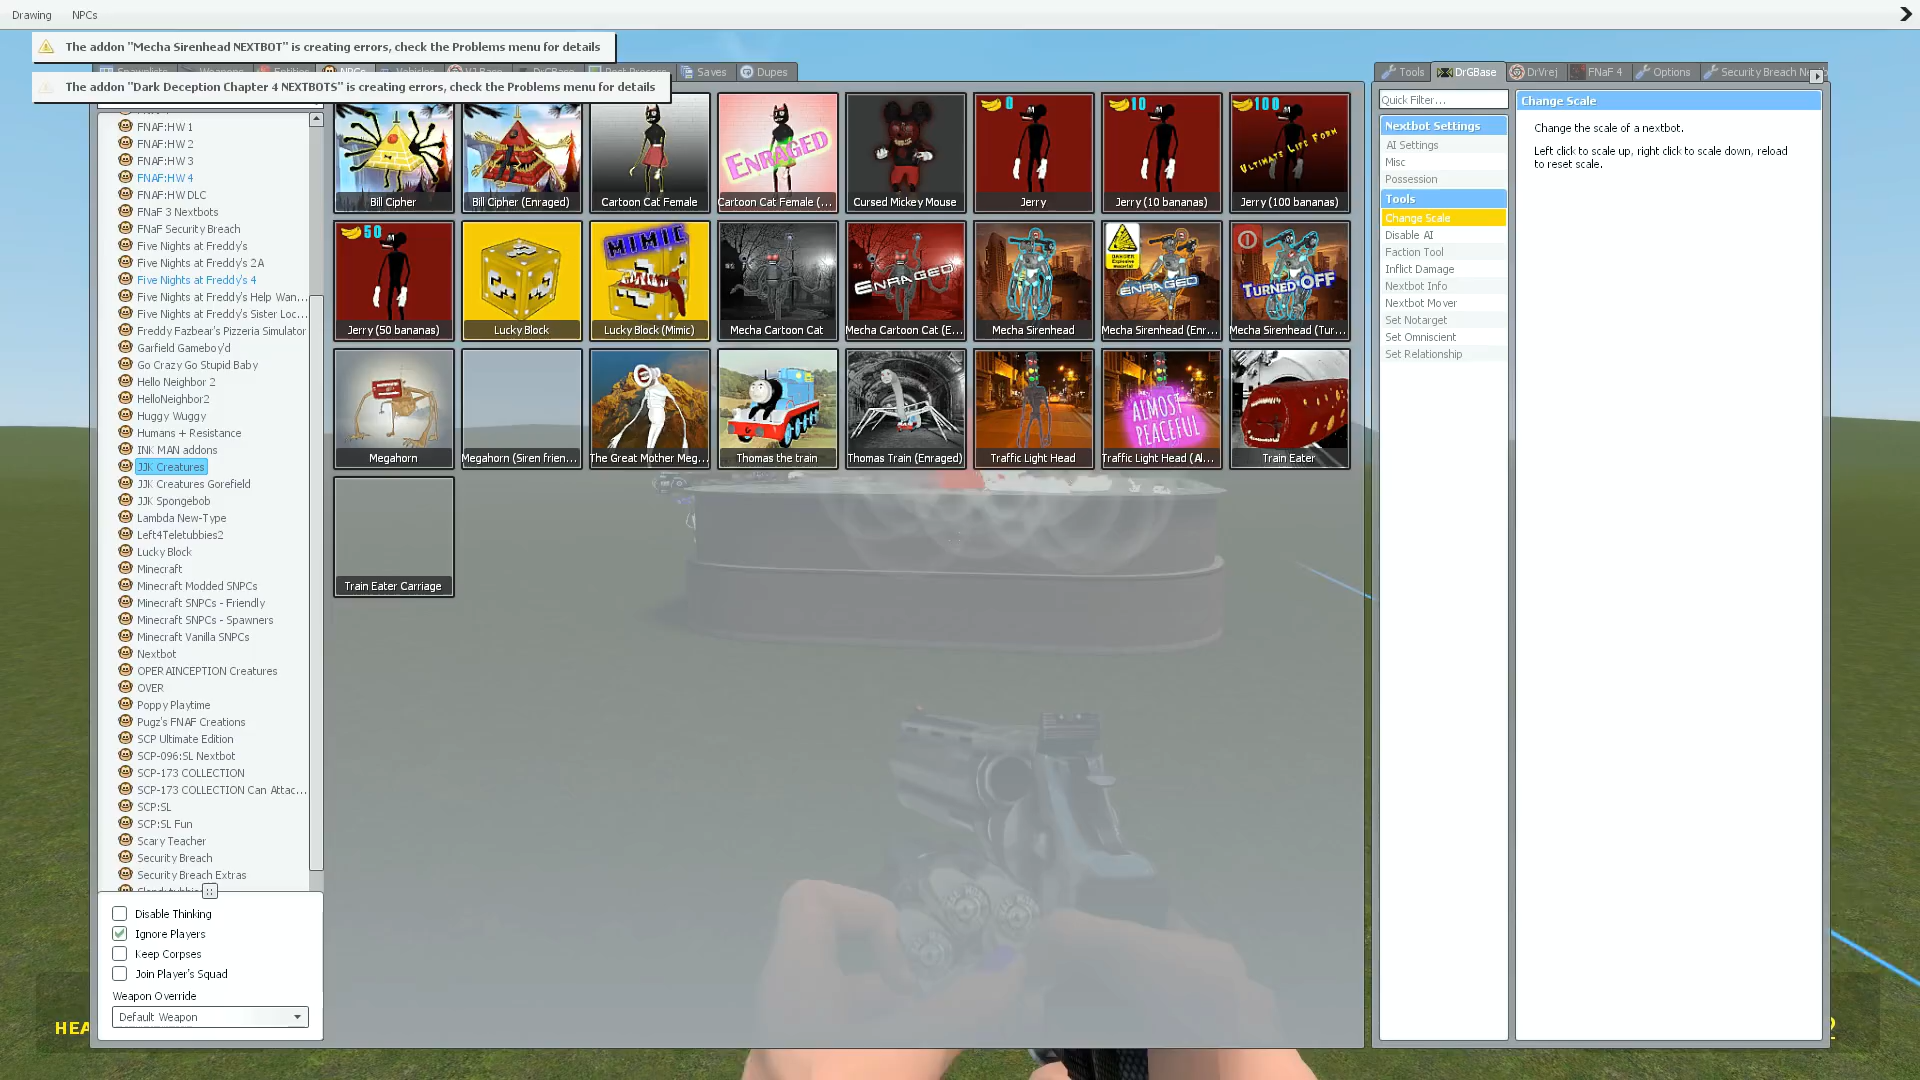 Drawing NPCs
The addon "Mecha Sirenhead NEXTBOT" is creating errors, check the Problems menu for details
The addon "Dark Deception Chapter 4 NEXTBOTS" is creating errors, check the Problems menu for details
Saves Dupes
Tools DrGBase DrVrej FNaF 4 Options Security Breach
FNAF:HW 1
FNAF:HW 2
FNAF:HW 3
FNAF:HW 4
FNAF:HW DLC
FNaF 3 Nextbots
FNaF Security Breach
Five Nights at Freddy's
Five Nights at Freddy's 2A
Five Nights at Freddy's 4
Five Nights at Freddy's Help Wan...
Five Nights at Freddy's Sister Loc...
Freddy Fazbear's Pizzeria Simulator
Garfield Gameboy'd
Go Crazy Go Stupid Baby
Hello Neighbor 2
HelloNeighbor2
Huggy Wuggy
Humans + Resistance
INK MAN addons
JJK Creatures
JJK Creatures Gorefield
JJK Spongebob
Lambda New-Type
Left4Teletubbies2
Lucky Block
Minecraft
Minecraft Modded SNPCs
Minecraft SNPCs - Friendly
Minecraft SNPCs - Spawners
Minecraft Vanilla SNPCs
Nextbot
OPERAINCEPTION Creatures
OVER
Poppy Playtime
Pugz's FNAF Creations
SCP Ultimate Edition
SCP-096:SL Nextbot
SCP-173 COLLECTION
SCP-173 COLLECTION Can Attac...
SCP:SL
SCP:SL Fun
Scary Teacher
Security Breach
Security Breach Extras
Disable Thinking
Ignore Players
Keep Corpses
Join Player's Squad
Weapon Override
Default Weapon
HEA
ENRAGED
0
10
100
ULTIMATE LIFE FORM
Bill Cipher
Bill Cipher (Enraged)
Cartoon Cat Female
Cartoon Cat Female (...
Cursed Mickey Mouse
Jerry
Jerry (10 bananas)
Jerry (100 bananas)
50
MIMIC
ENRAGED
DANGER
ENRAGED
TURNED OFF
Jerry (50 bananas)
Lucky Block
Lucky Block (Mimic)
Mecha Cartoon Cat
Mecha Cartoon Cat (E...
Mecha Sirenhead
Mecha Sirenhead (Enr...
Mecha Sirenhead (Tur...
ALMOST PEACEFUL
Megahorn
Megahorn (Siren frien...
The Great Mother Meg...
Thomas the train
Thomas Train (Enraged)
Traffic Light Head
Traffic Light Head (Al...
Train Eater
Train Eater Carriage
Quick Filter...
Nextbot Settings
AI Settings
Misc
Possession
Tools
Change Scale
Disable AI
Faction Tool
Inflict Damage
Nextbot Info
Nextbot Mover
Set Notarget
Set Omniscient
Set Relationship
Change Scale
Change the scale of a nextbot.
Left click to scale up, right click to scale down, reload
to reset scale.